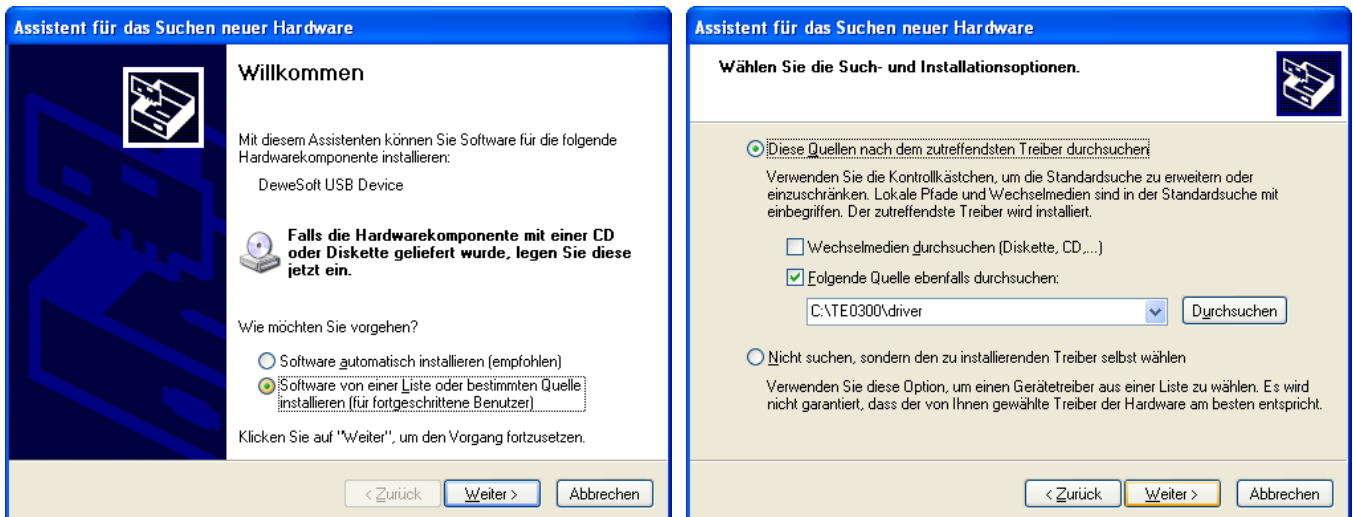 Assistent für das Suchen neuer Hardware
Willkommen
Mit diesem Assistenten können Sie Software für die folgende
Hardwarekomponente installieren:
DeweSoft USB Device
Falls die Hardwarekomponente mit einer CD
oder Diskette geliefert wurde, legen Sie diese
jetzt ein.
Wie möchten Sie vorgehen?
Software automatisch installieren (empfohlen)
Software von einer Liste oder bestimmten Quelle
installieren (für fortgeschrittene Benutzer)
Klicken Sie auf "Weiter", um den Vorgang fortzusetzen.
< Zurück Weiter > Abbrechen
Assistent für das Suchen neuer Hardware
Wählen Sie die Such- und Installationsoptionen.
Diese Quellen nach dem zutreffendsten Treiber durchsuchen
Verwenden Sie die Kontrollkästchen, um die Standardsuche zu erweitern oder
einzuschränken. Lokale Pfade und Wechselmedien sind in der Standardsuche mit
einbegriffen. Der zutreffendste Treiber wird installiert.
Wechselmedien durchsuchen (Diskette, CD,...)
Folgende Quelle ebenfalls durchsuchen:
C:\TE0300\driver Durchsuchen
Nicht suchen, sondern den zu installierenden Treiber selbst wählen
Verwenden Sie diese Option, um einen Gerätetreiber aus einer Liste zu wählen. Es wird
nicht garantiert, dass der von Ihnen gewählte Treiber der Hardware am besten entspricht.
< Zurück Weiter > Abbrechen